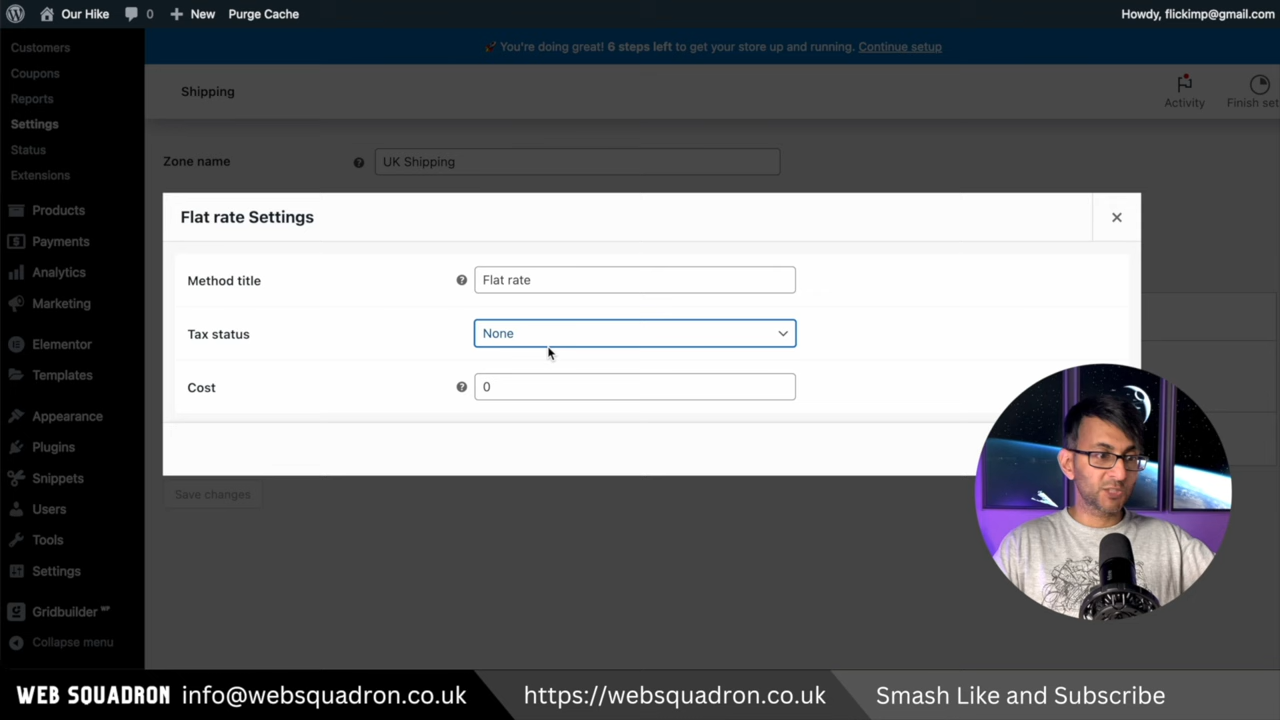 Our Hike
0
New
Purge Cache
Howdy, flickimp@gmail.com
Customers
Coupons
Reports
Settings
Status
Extensions
Products
Payments
Analytics
Marketing
Elementor
Templates
Appearance
Plugins
Snippets
Users
Tools
Settings
Gridbuilder WP
Collapse menu
🚀 You're doing great! 6 steps left to get your store up and running. Continue setup
Shipping
Activity
Finish set
Zone name
UK Shipping
Flat rate Settings
Method title
Flat rate
Tax status
None
Cost
0
Save changes
WEB SQUADRON info@websquadron.co.uk
https://websquadron.co.uk
Smash Like and Subscribe